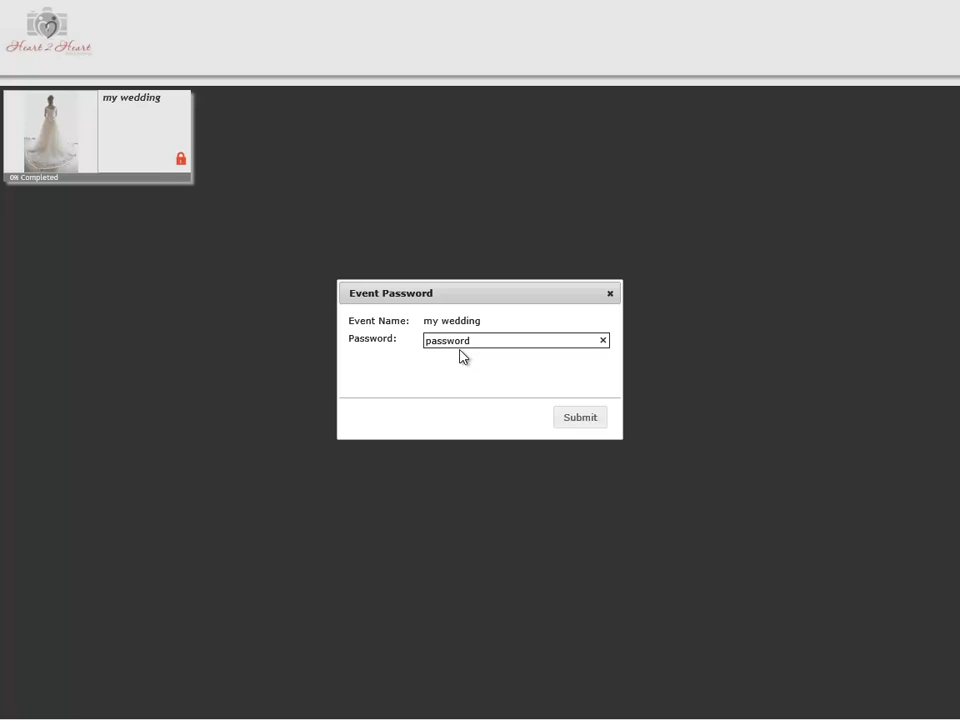 Heart 2 Heart
my wedding
0% Completed
Event Password
Event Name: my wedding
Password: password
Submit